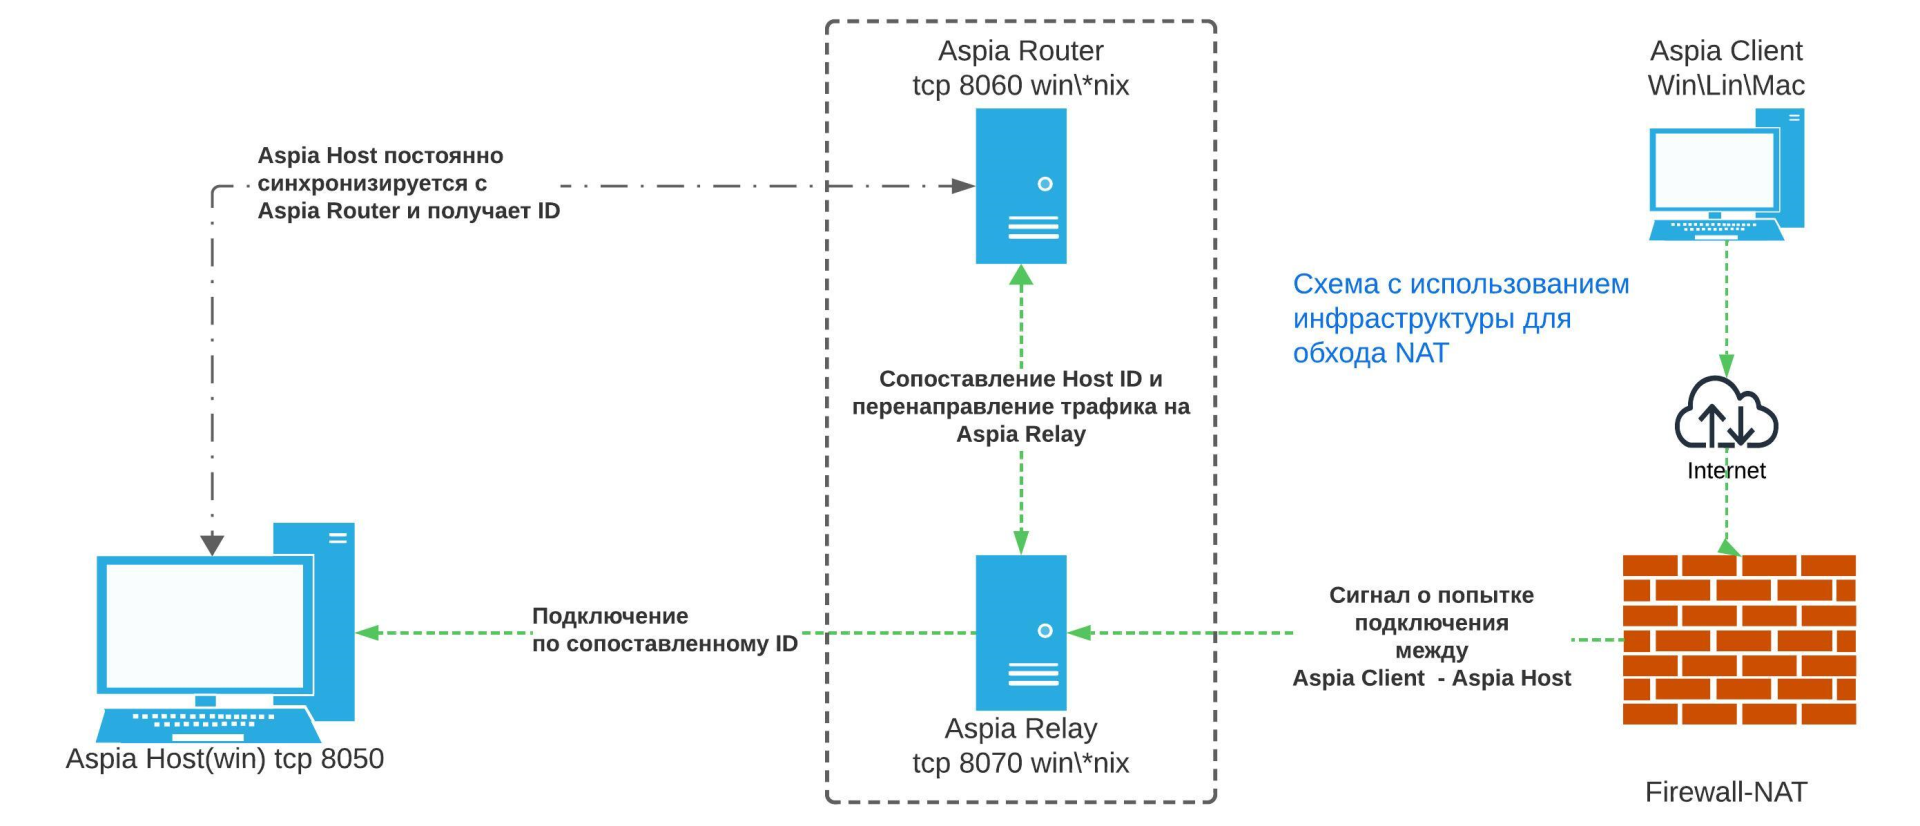 Aspia Router
tcp 8060 win\*nix
Aspia Client
Win\Lin\Mac
Aspia Host постоянно
синхронизируется с
Aspia Router и получает ID
Схема с использованием
инфраструктуры для
обхода NAT
Сопоставление Host ID и
перенаправление трафика на
Aspia Relay
Internet
Подключение
по сопоставленному ID
Сигнал о попытке
подключения
между
Aspia Client - Aspia Host
Aspia Relay
tcp 8070 win\*nix
Aspia Host(win) tcp 8050
Firewall-NAT